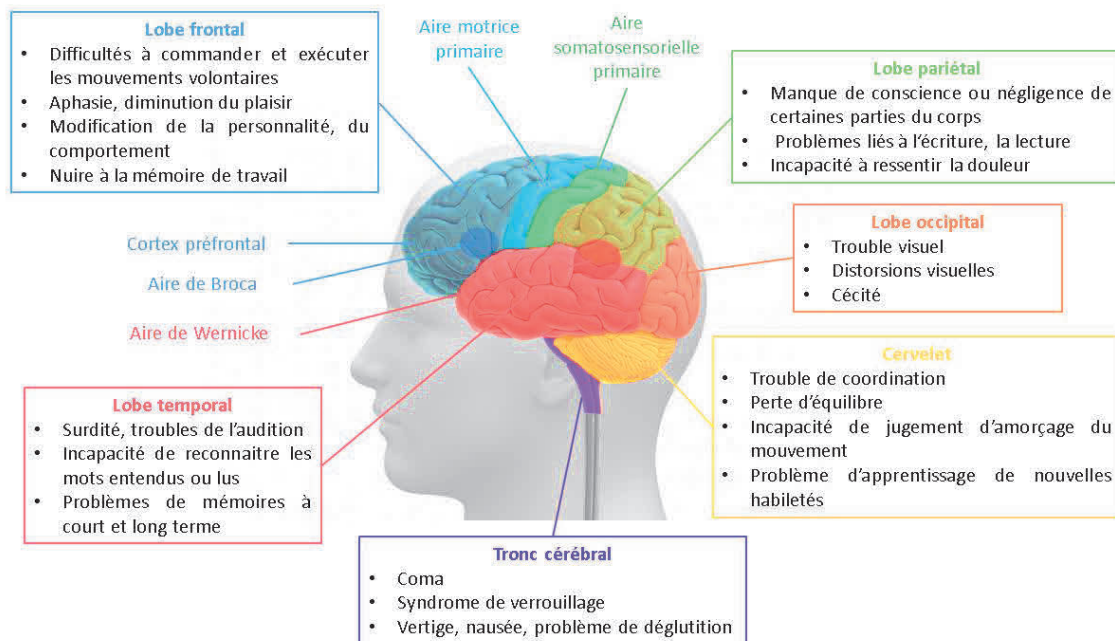 Lobe frontal
• Difficultés à commander et exécuter
les mouvements volontaires
• Aphasie, diminution du plaisir
• Modification de la personnalité, du
comportement
• Nuire à la mémoire de travail
Aire motrice
primaire
Aire
somatosensorielle
primaire
Lobe pariétal
• Manque de conscience ou négligence de
certaines parties du corps
• Problèmes liés à l'écriture, la lecture
• Incapacité à ressentir la douleur
Cortex préfrontal
Aire de Broca
Aire de Wernicke
Lobe occipital
• Trouble visuel
• Distorsions visuelles
• Cécité
Lobe temporal
• Surdité, troubles de l'audition
• Incapacité de reconnaitre les
mots entendus ou lus
• Problèmes de mémoires à
court et long terme
Cervelet
• Trouble de coordination
• Perte d'équilibre
• Incapacité de jugement d'amorçage du
mouvement
• Problème d'apprentissage de nouvelles
habiletés
Tronc cérébral
• Coma
• Syndrome de verrouillage
• Vertige, nausée, problème de déglutition